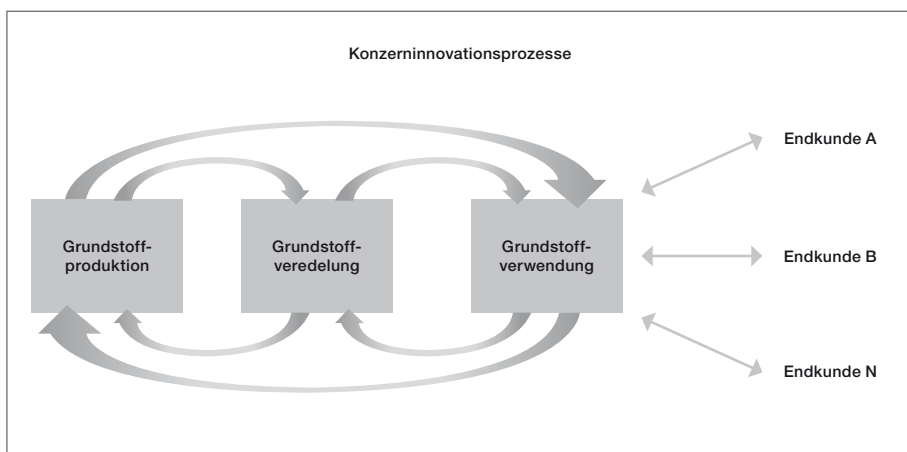 Konzerninnovationsprozesse
Endkunde A
Grundstoff-
produktion
Grundstoff-
veredelung
Grundstoff-
verwendung
Endkunde B
Endkunde N